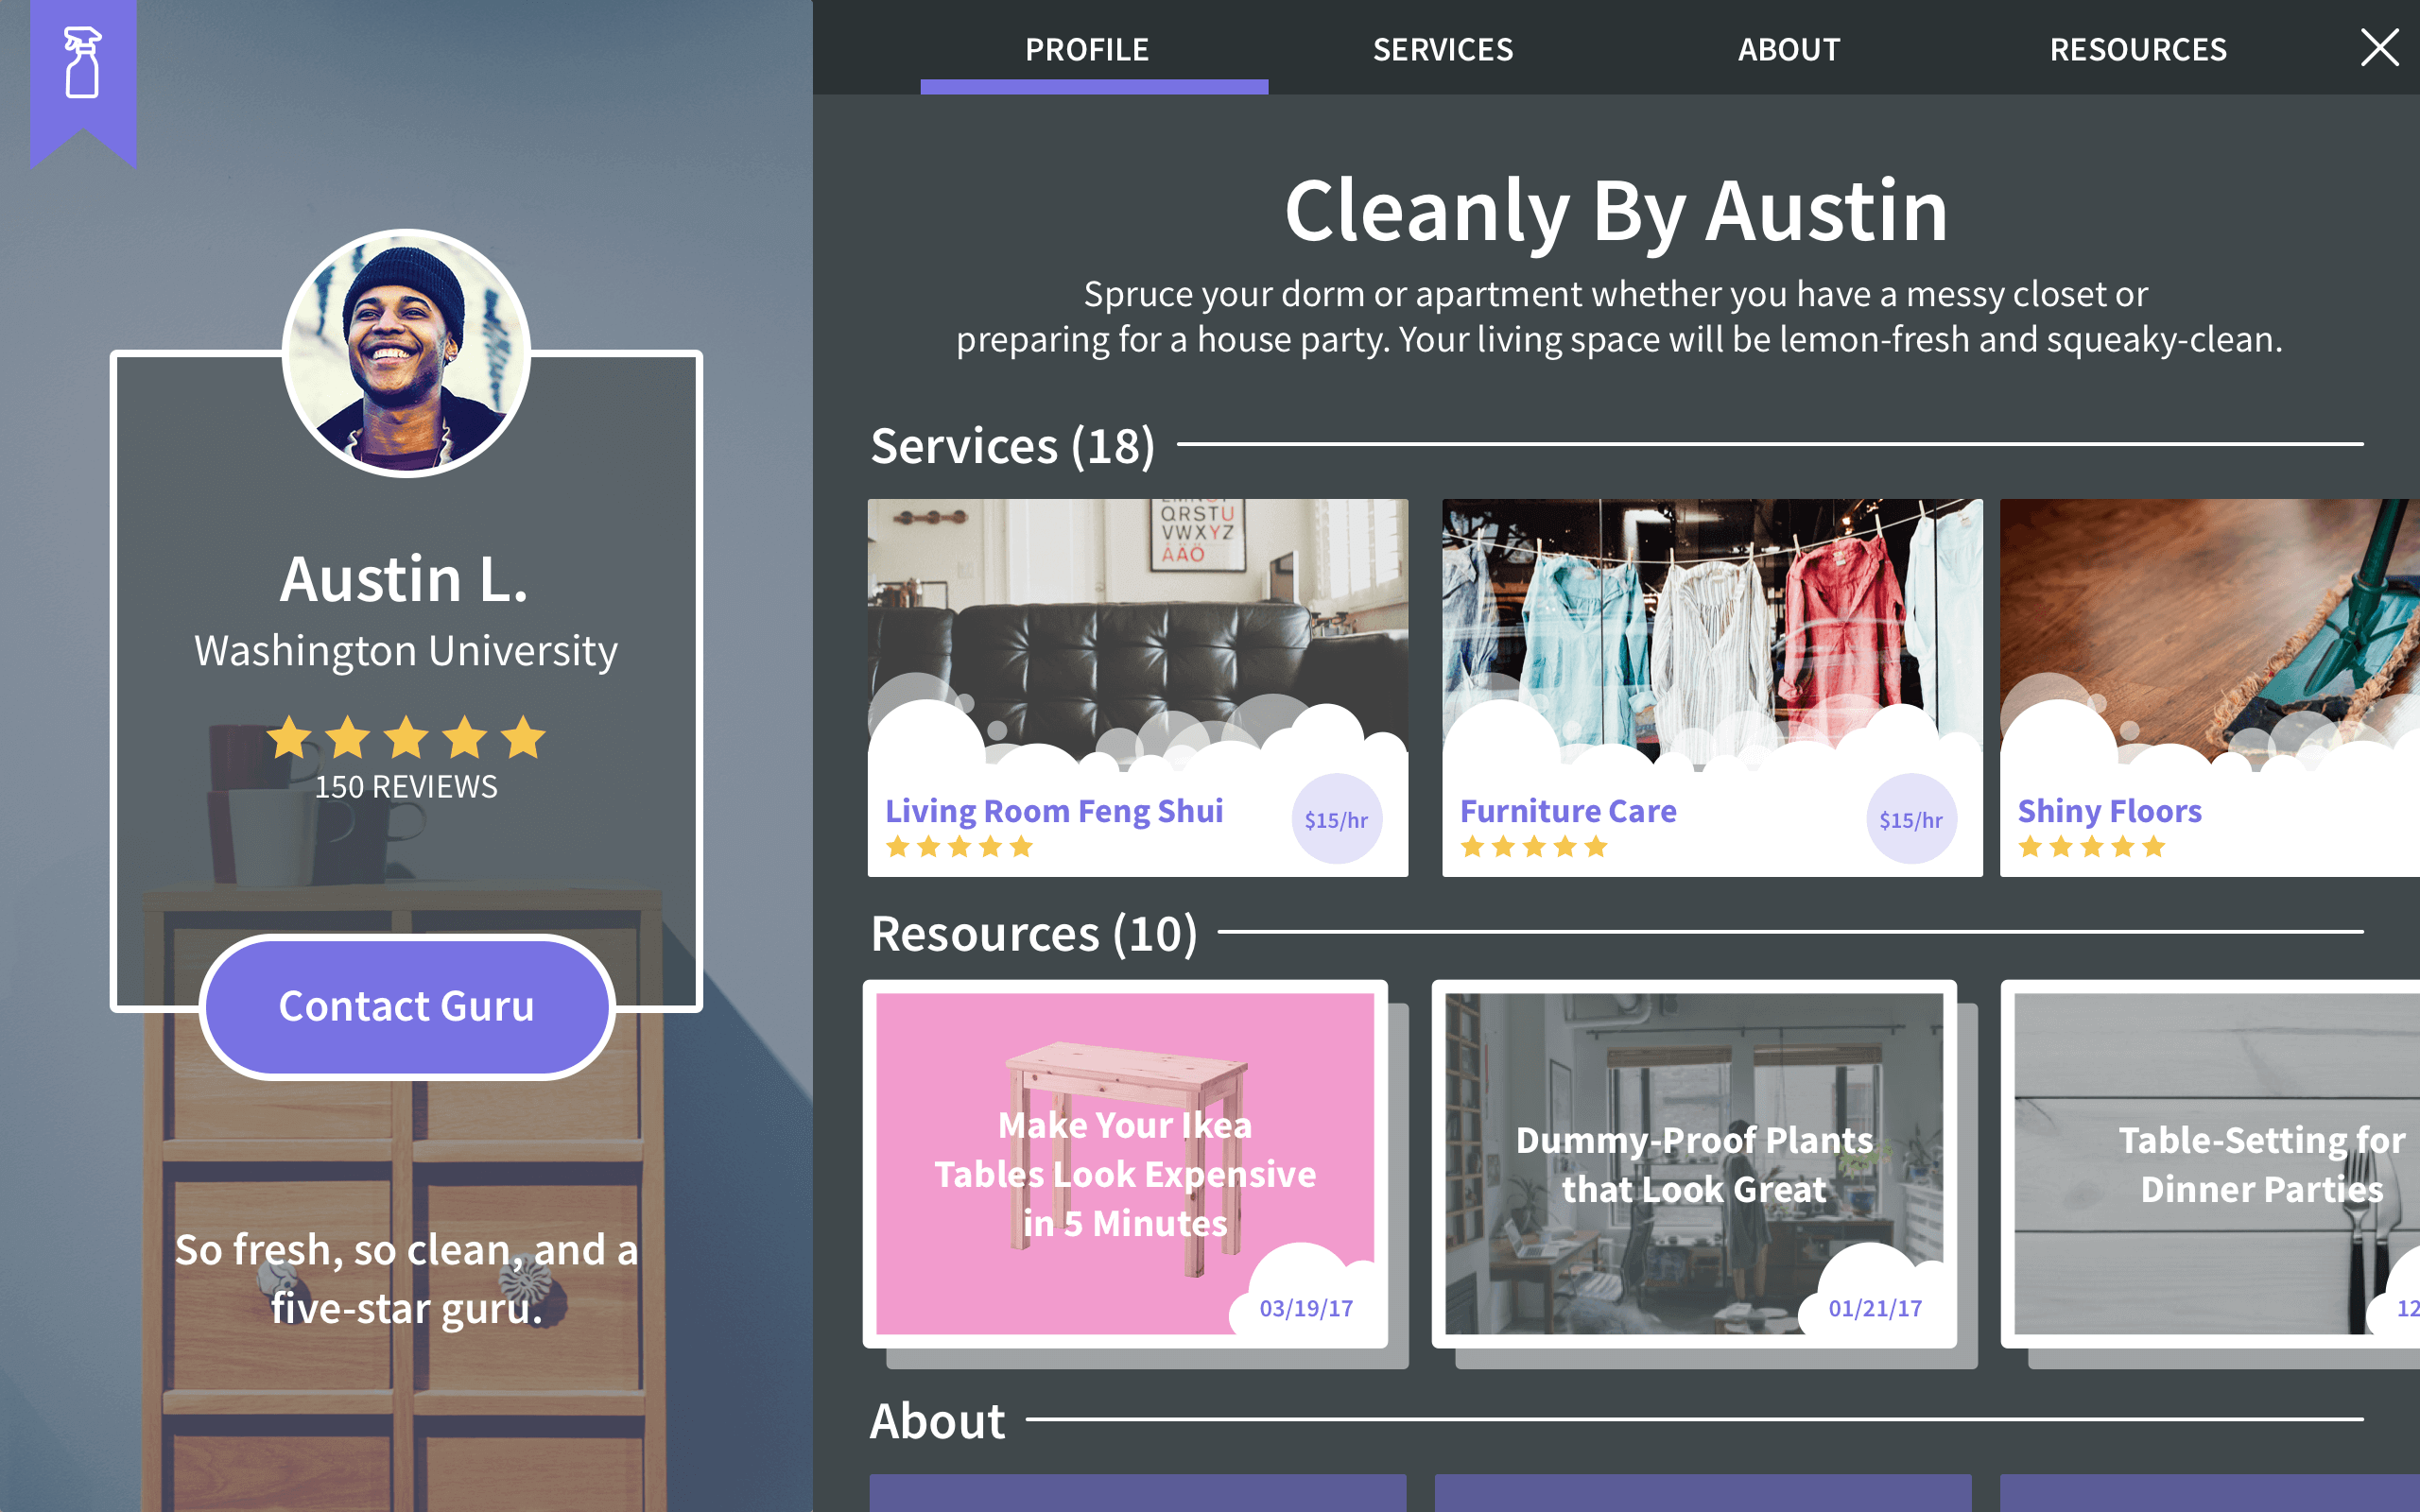 PROFILE
SERVICES
ABOUT
RESOURCES
Austin L.
Washington University
150 REVIEWS
Contact Guru
So fresh, so clean, and a
five-star guru.
Cleanly By Austin
Spruce your dorm or apartment whether you have a messy closet or
preparing for a house party. Your living space will be lemon-fresh and squeaky-clean.
Services (18)
QRSTU
VWXYZ
ÅÄÖ
Living Room Feng Shui
$15/hr
Furniture Care
$15/hr
Shiny Floors
Resources (10)
Make Your Ikea
Tables Look Expensive
in 5 Minutes
03/19/17
Dummy-Proof Plants
that Look Great
01/21/17
Table-Setting for
Dinner Parties
12
About